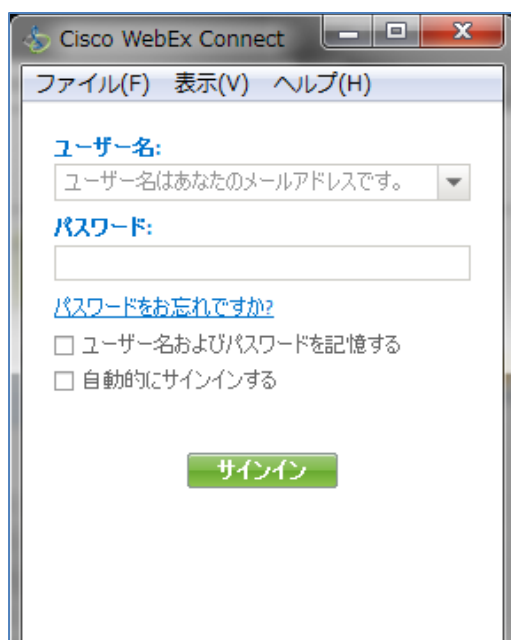 Cisco WebEx Connect
ファイル(F) 表示(V) ヘルプ(H)
ユーザー名:
ユーザー名はあなたのメールアドレスです。
パスワード:
パスワードをお忘れですか?
ユーザー名およびパスワードを記憶する
自動的にサインインする
サインイン